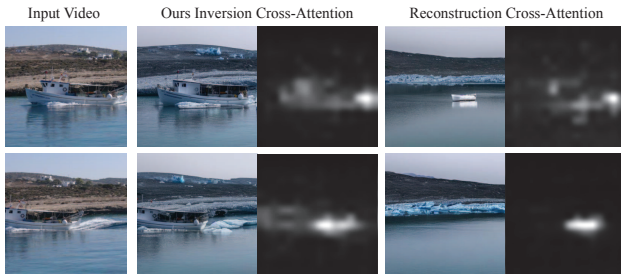 Input Video
Ours Inversion Cross-Attention
Reconstruction Cross-Attention